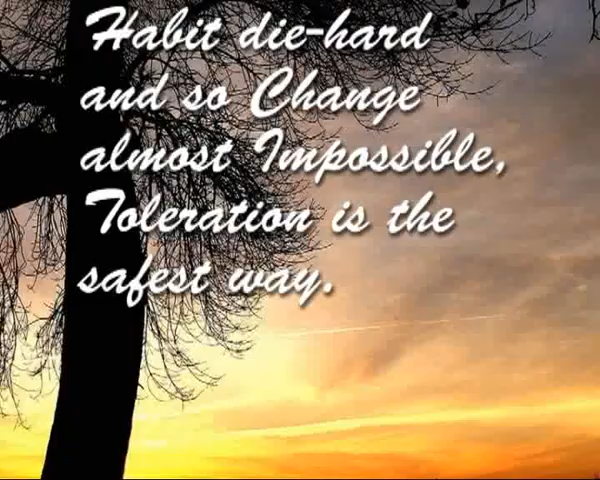 Habit die-hard
and so Change
almost Impossible,
Toleration is the
safest way.